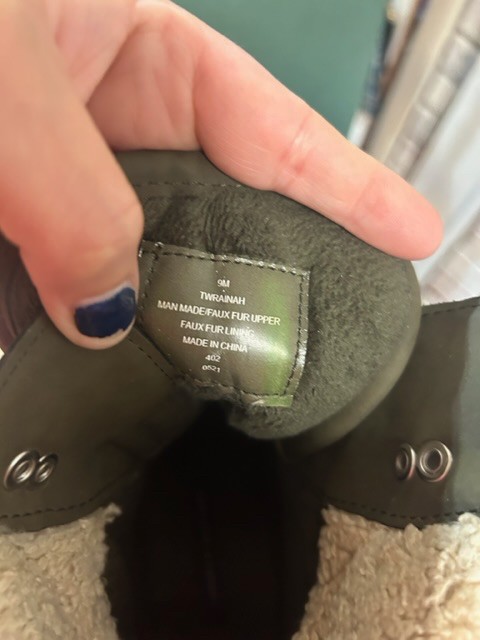 9M
TWRAINAH
MAN MADE/FAUX FUR UPPER
FAUX FUR LINING
MADE IN CHINA
402
0521